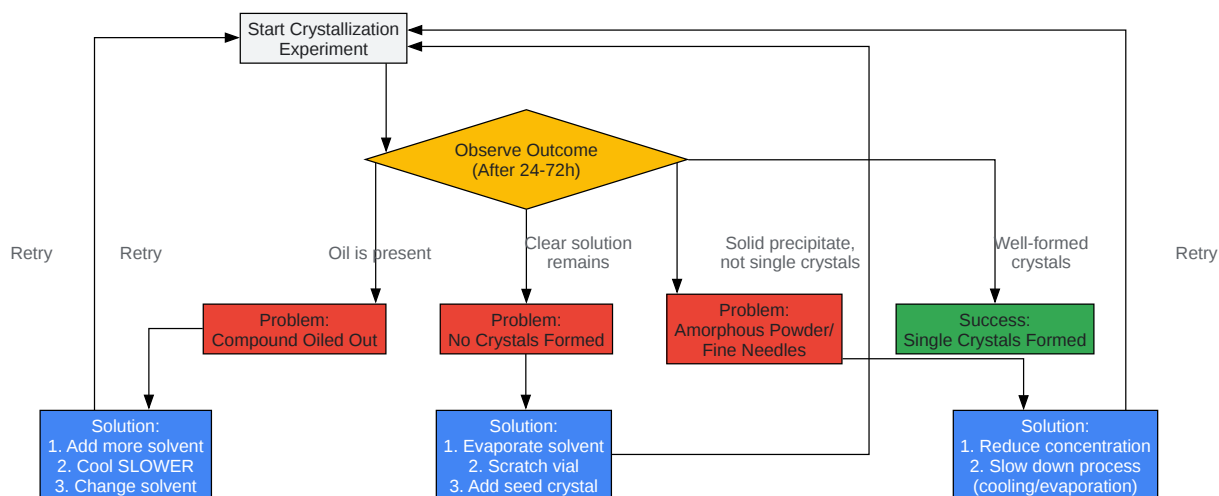 Start Crystallization
Experiment
Observe Outcome
(After 24-72h)
Retry
Retry
Oil is present
Clear solution
remains
Solid precipitate,
not single crystals
Well-formed
crystals
Retry
Problem:
Compound Oiled Out
Problem:
No Crystals Formed
Problem:
Amorphous Powder/
Fine Needles
Success:
Single Crystals Formed
Solution:
1. Add more solvent
2. Cool SLOWER
3. Change solvent
Solution:
1. Evaporate solvent
2. Scratch vial
3. Add seed crystal
Solution:
1. Reduce concentration
2. Slow down process
(cooling/evaporation)